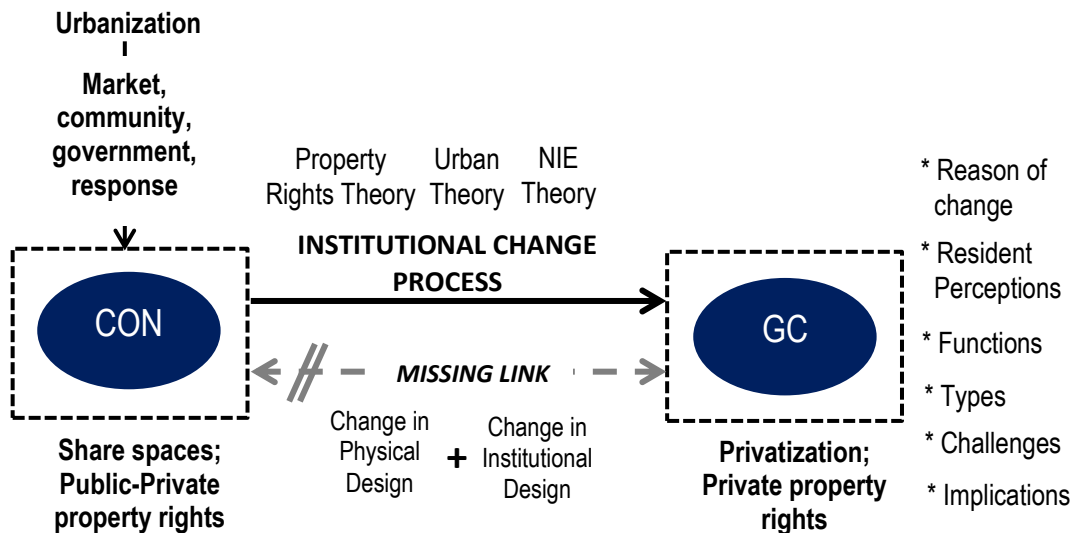 Urbanization
Market,
community,
government,
response
Property
Rights Theory
Urban
Theory
NIE
Theory
INSTITUTIONAL CHANGE
PROCESS
CON
GC
MISSING LINK
Change in
Physical
Design
+
Change in
Institutional
Design
Share spaces;
Public-Private
property rights
Privatization;
Private property
rights
* Reason of
change
* Resident
Perceptions
* Functions
* Types
* Challenges
* Implications